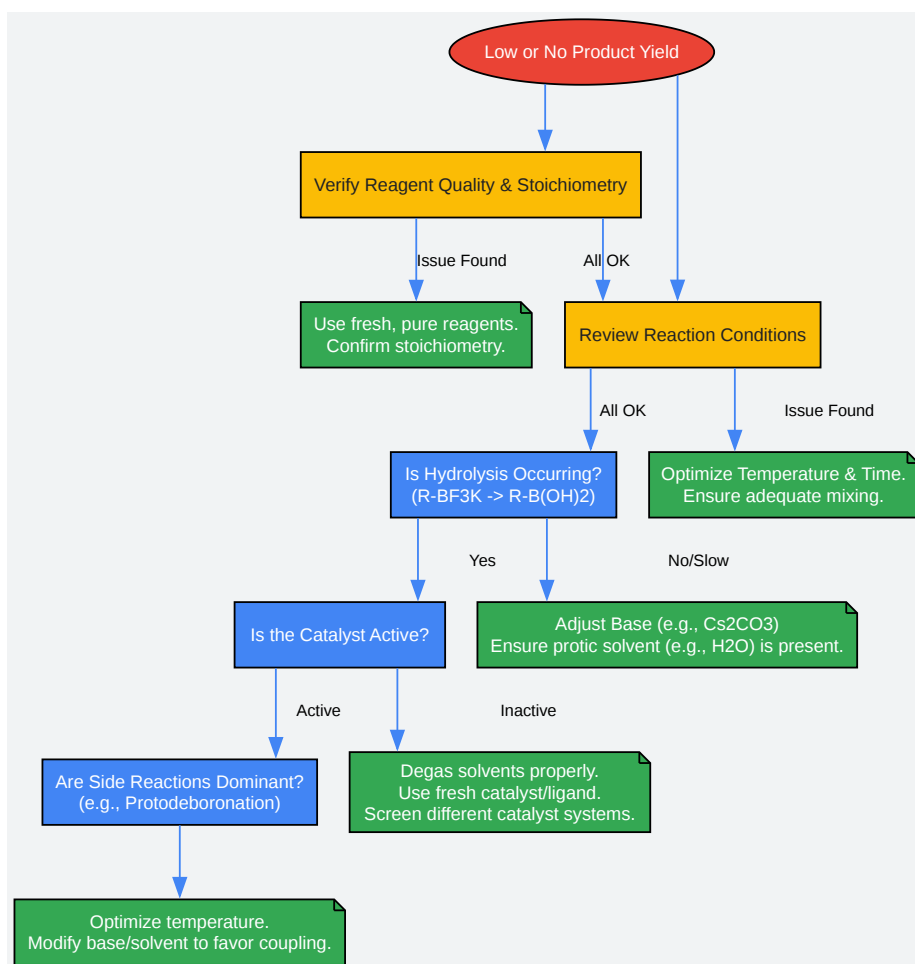 Low or No Product Yield
Verify Reagent Quality & Stoichiometry
Issue Found
All OK
Use fresh, pure reagents.
Confirm stoichiometry.
Review Reaction Conditions
All OK
Issue Found
Is Hydrolysis Occurring?
(R-BF3K -> R-B(OH)2)
Optimize Temperature & Time.
Ensure adequate mixing.
Yes
No/Slow
Is the Catalyst Active?
Adjust Base (e.g., Cs2CO3)
Ensure protic solvent (e.g., H2O) is present.
Active
Inactive
Are Side Reactions Dominant?
(e.g., Protodeboronation)
Degas solvents properly.
Use fresh catalyst/ligand.
Screen different catalyst systems.
Optimize temperature.
Modify base/solvent to favor coupling.